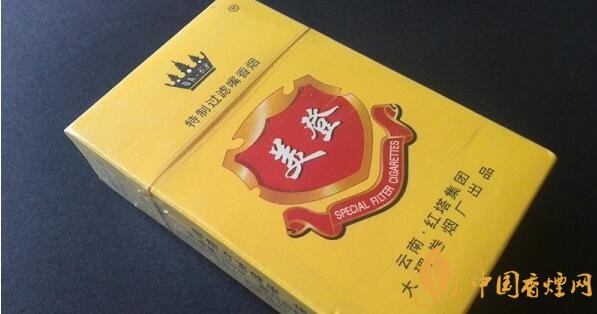 ®
特制过滤嘴香烟
美登
SPECIAL FILTER CIGARETTES
云南·红塔集团
大理卷烟厂出品
中国香煙网